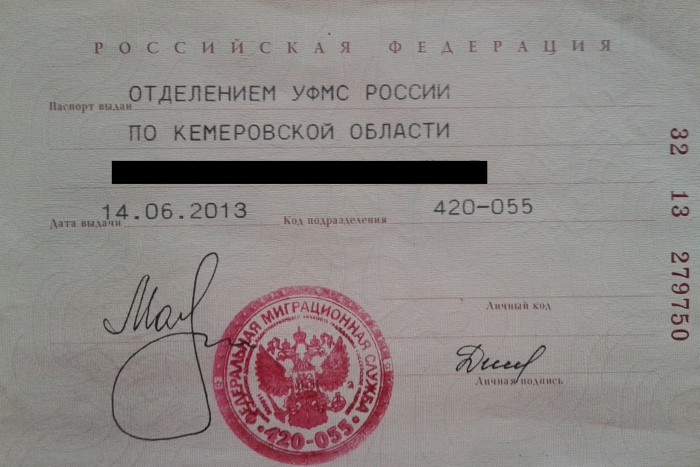 РОССИЙСКАЯ ФЕДЕРАЦИЯ
Паспорт выдан ОТДЕЛЕНИЕМ УФМС РОССИИ
ПО КЕМЕРОВСКОЙ ОБЛАСТИ
Дата выдачи 14.06.2013 Код подразделения 420-055
32 13 279750
Личный код
Личная подпись
ФЕДЕРАЛЬНАЯ МИГРАЦИОННАЯ СЛУЖБА
420-055